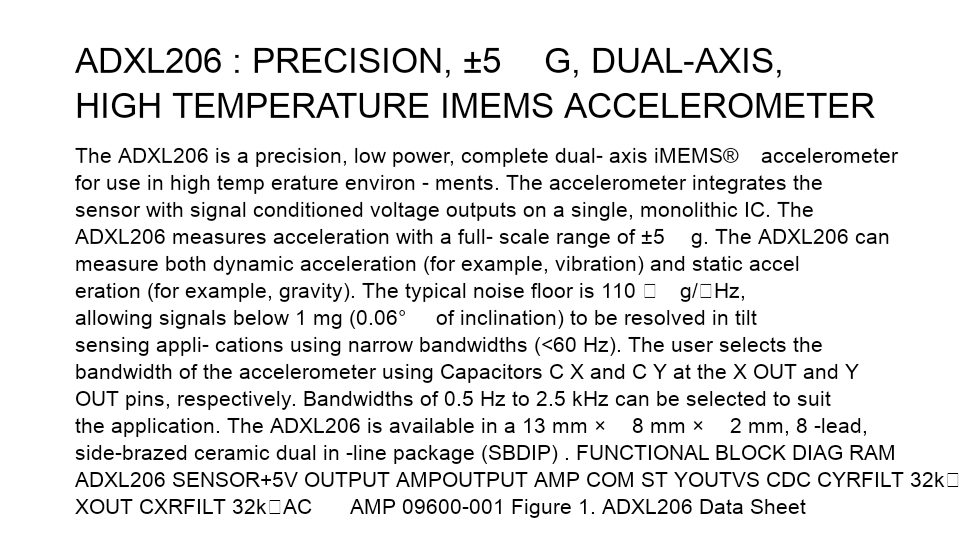 ADXL206 : PRECISION, ±5 G, DUAL-AXIS,
HIGH TEMPERATURE IMEMS ACCELEROMETER
The ADXL206 is a precision, low power, complete dual- axis iMEMS® accelerometer
for use in high temp erature environ - ments. The accelerometer integrates the
sensor with signal conditioned voltage outputs on a single, monolithic IC. The
ADXL206 measures acceleration with a full- scale range of ±5 g. The ADXL206 can
measure both dynamic acceleration (for example, vibration) and static accel
eration (for example, gravity). The typical noise floor is 110 □ g/□Hz,
allowing signals below 1 mg (0.06° of inclination) to be resolved in tilt
sensing appli- cations using narrow bandwidths (<60 Hz). The user selects the
bandwidth of the accelerometer using Capacitors C X and C Y at the X OUT and Y
OUT pins, respectively. Bandwidths of 0.5 Hz to 2.5 kHz can be selected to suit
the application. The ADXL206 is available in a 13 mm × 8 mm × 2 mm, 8 -lead,
side-brazed ceramic dual in -line package (SBDIP) . FUNCTIONAL BLOCK DIAG RAM
ADXL206 SENSOR+5V OUTPUT AMPOUTPUT AMP COM ST YOUTVS CDC CYRFILT 32k□
XOUT CXRFILT 32k□AC AMP 09600-001 Figure 1. ADXL206 Data Sheet